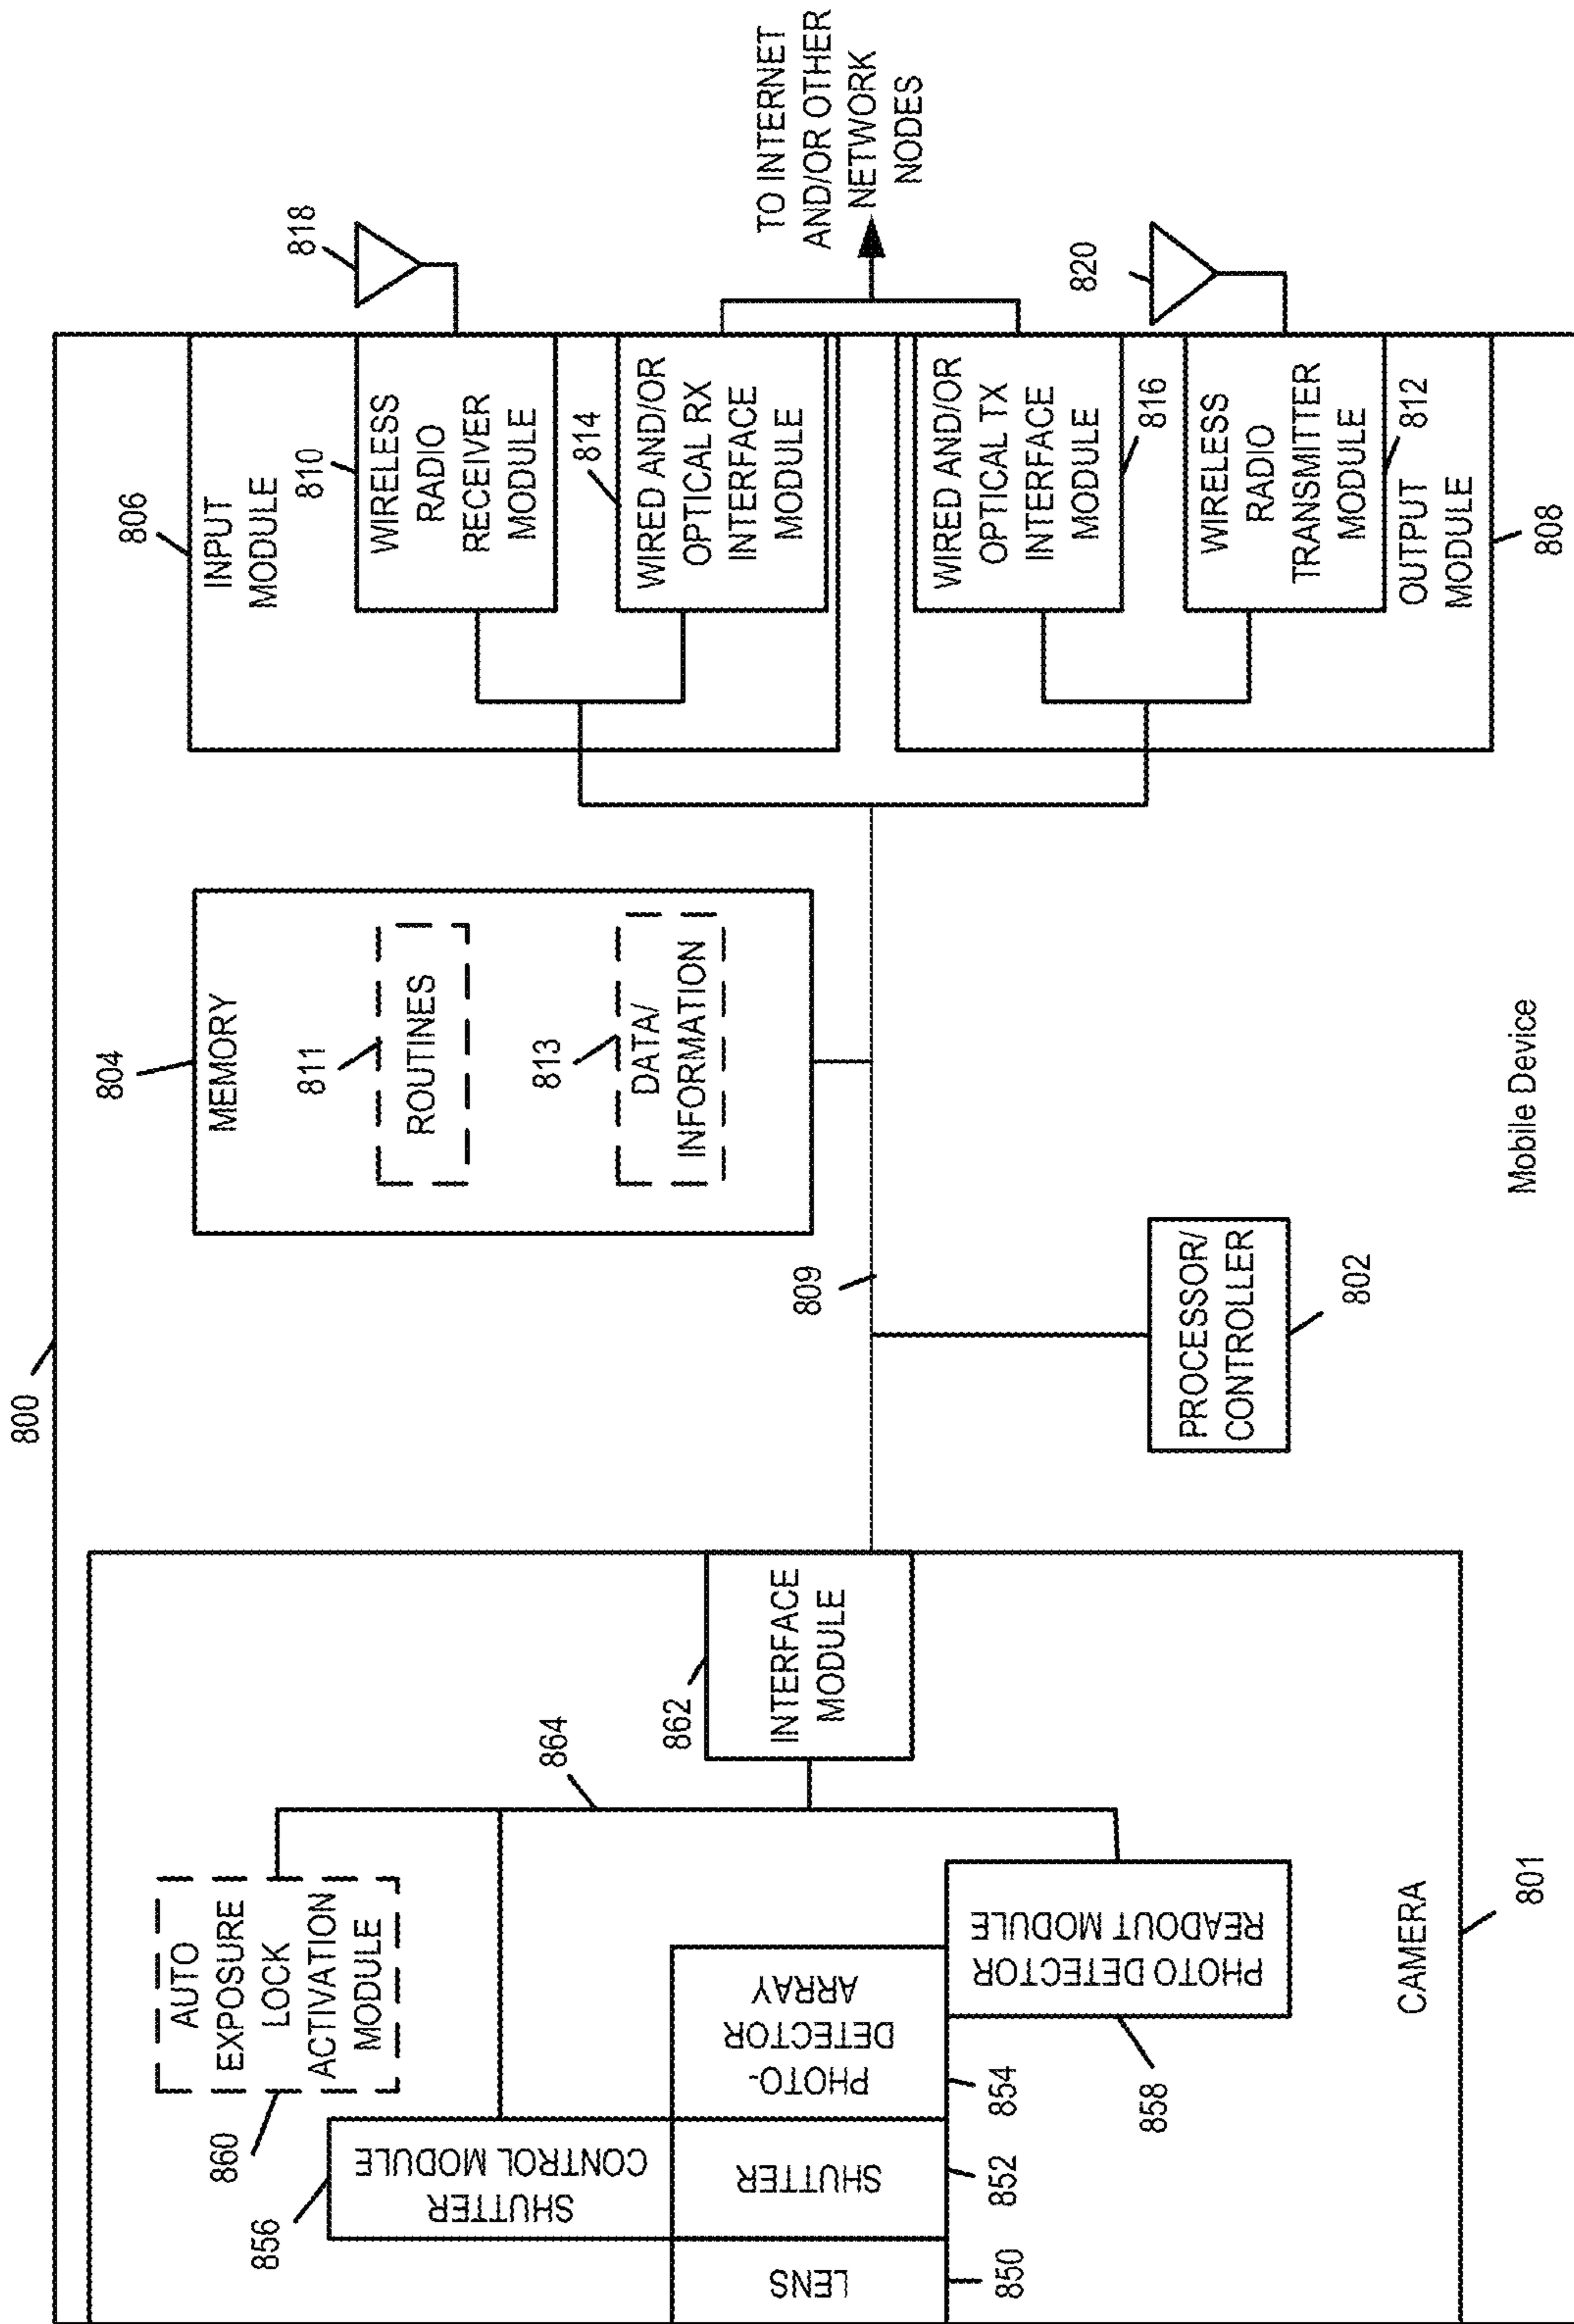 800
CAMERA
801
LENS
850
SHUTTER
852
PHOTO-
DETECTOR
ARRAY
854
SHUTTER
CONTROL MODULE
856
PHOTO DETECTOR
READOUT MODULE
858
AUTO
EXPOSURE
LOCK
ACTIVATION
MODULE
860
864
INTERFACE
MODULE
862
809
PROCESSOR/
CONTROLLER
802
MEMORY
804
ROUTINES
811
DATA/
INFORMATION
813
INPUT
MODULE
806
WIRELESS
RADIO
RECEIVER
MODULE
810
WIRED AND/OR
OPTICAL RX
INTERFACE
MODULE
814
WIRED AND/OR
OPTICAL TX
INTERFACE
MODULE
816
WIRELESS
RADIO
TRANSMITTER
MODULE
812
OUTPUT
MODULE
808
818
820
TO INTERNET
AND/OR OTHER
NETWORK
NODES
Mobile Device